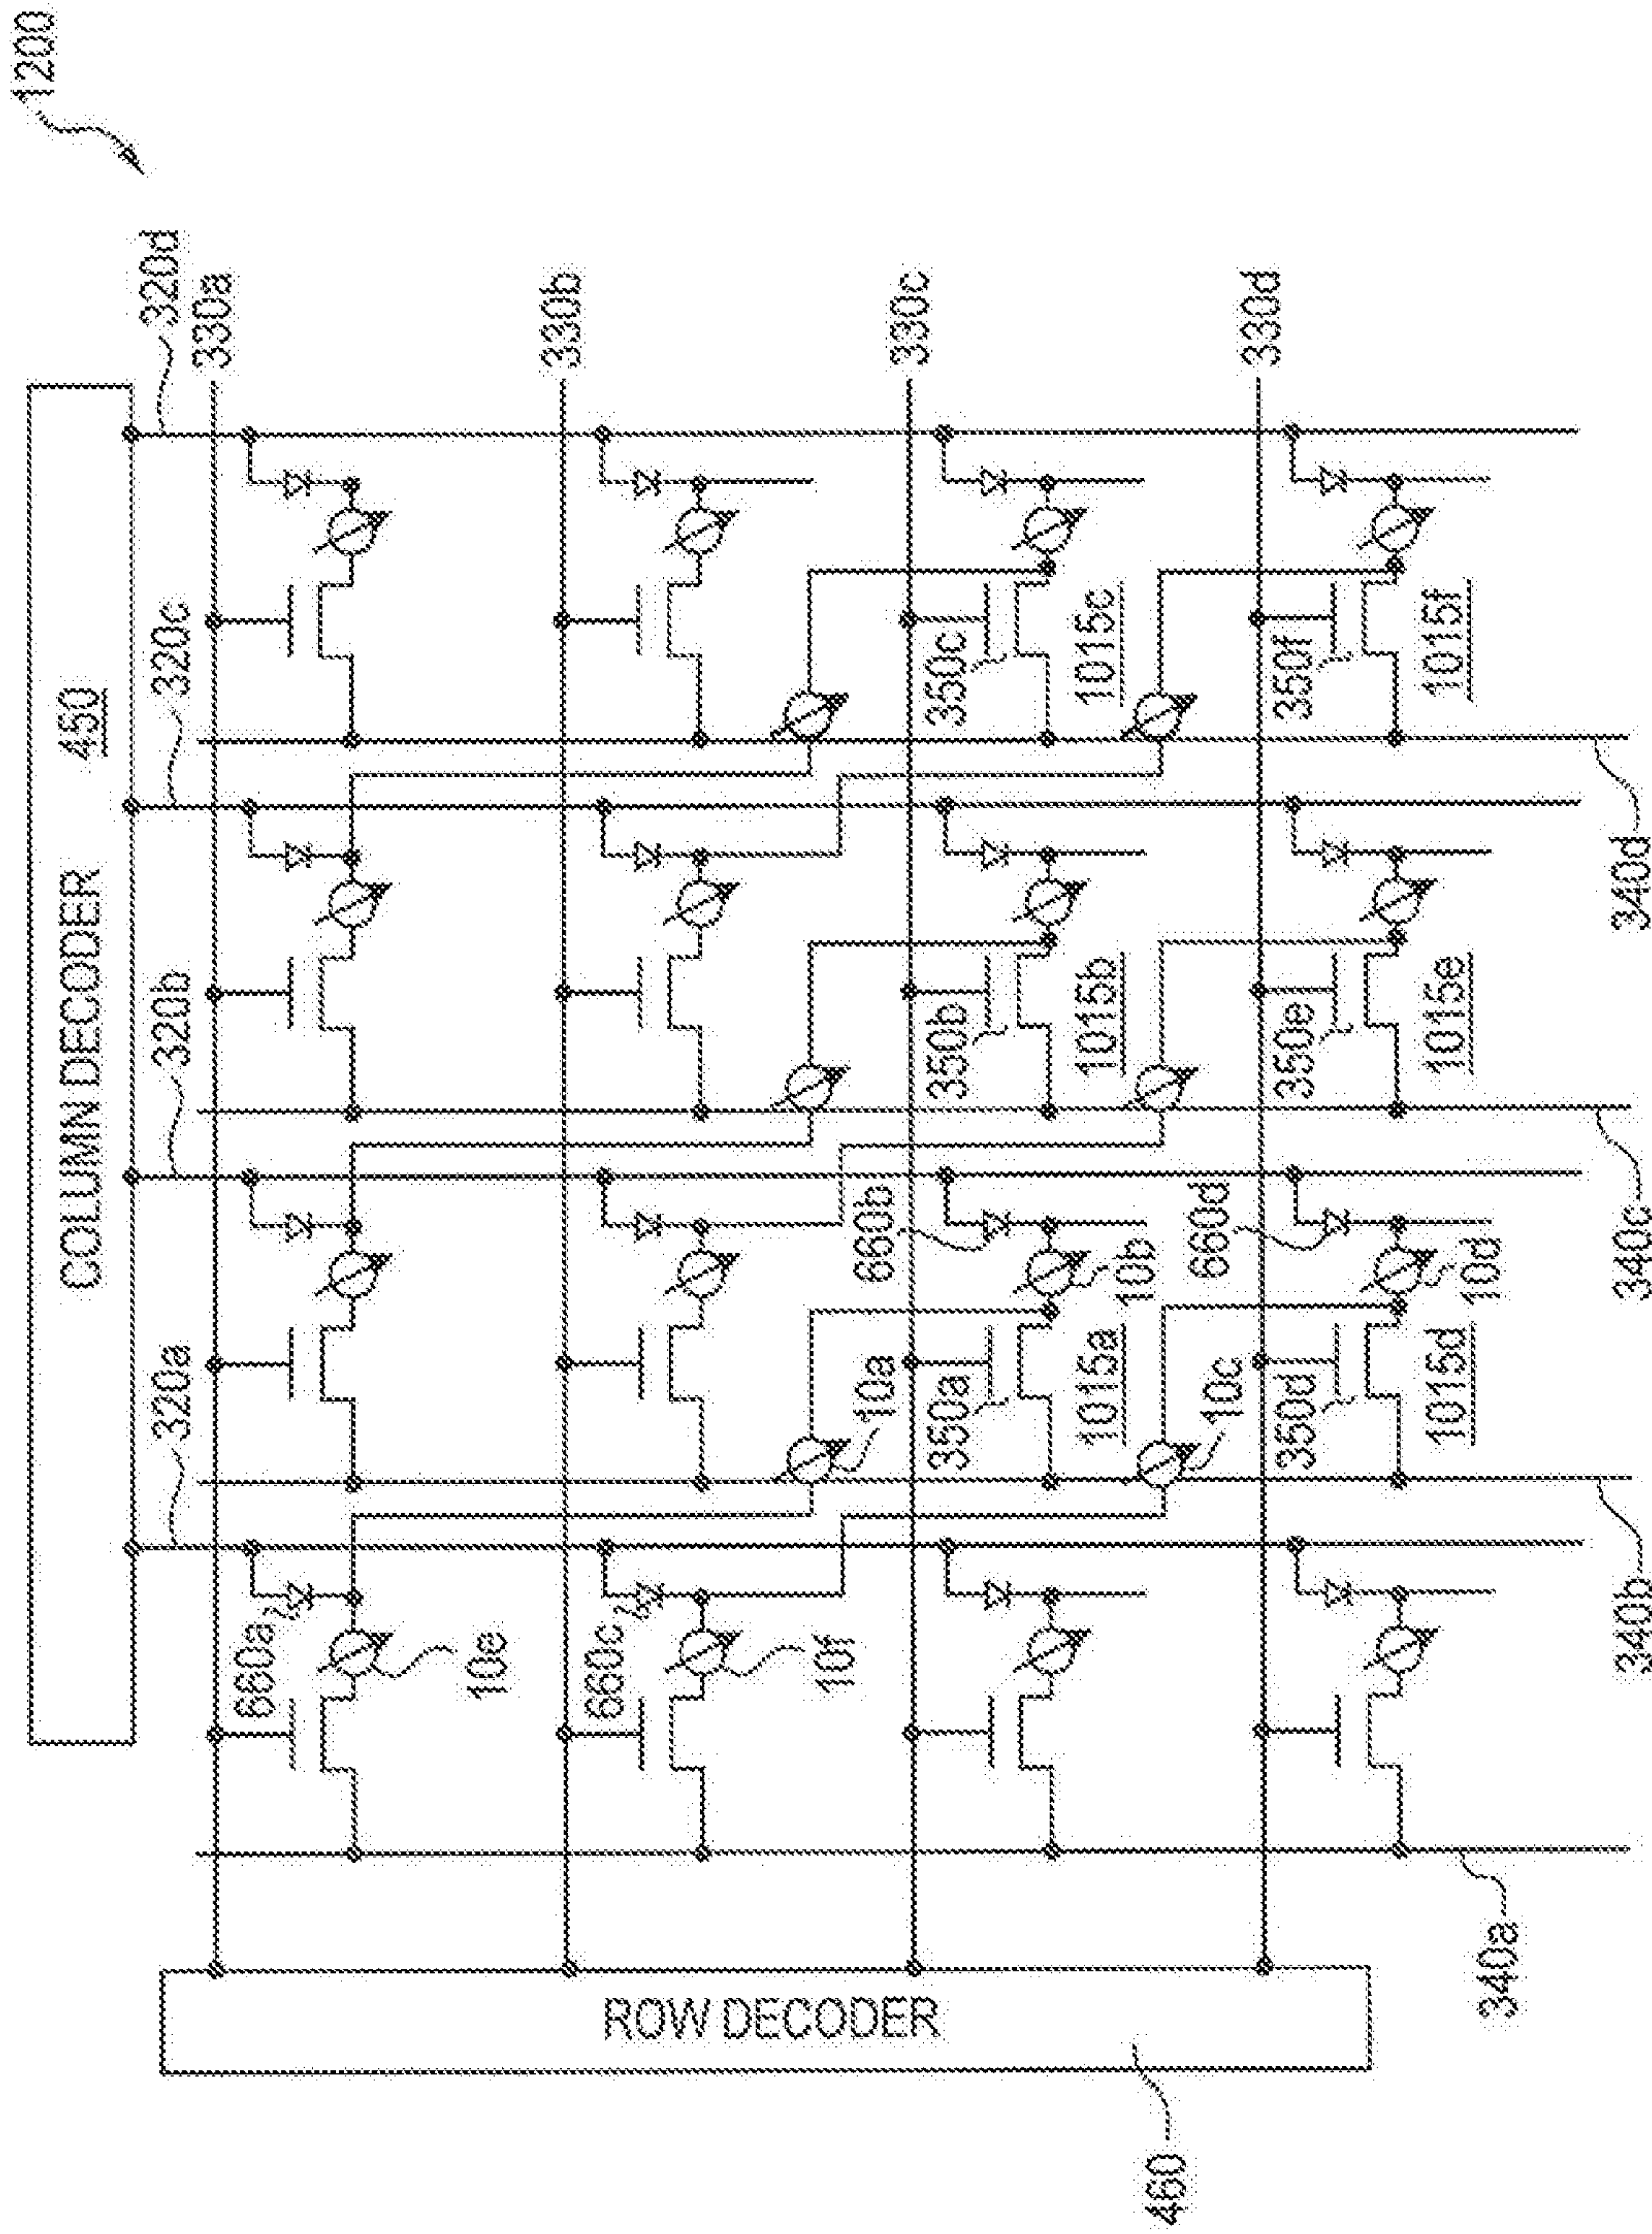 1200
COLUMN DECODER 450
320a
320b
320c
320d
330a
330b
330c
330d
660a
10e
660c
10f
10a
660b
10b
350a
1015a
350b
1015b
350c
1015c
10c
660d
10d
350d
1015d
350e
1015e
350f
1015f
340a
340b
340c
340d
ROW DECODER
460